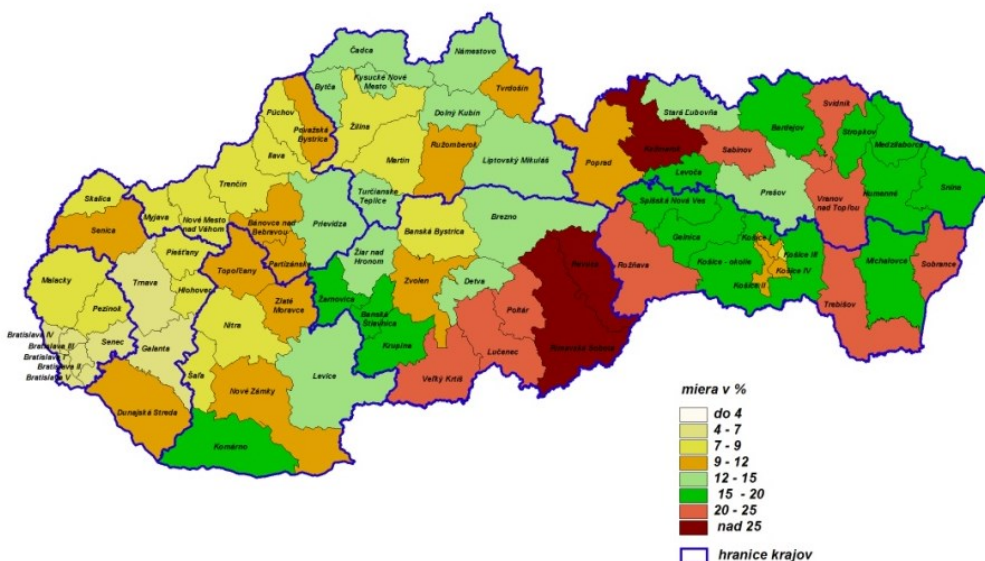 Čadca
Námestovo
Bytča
Kysucké Nové
Mesto
Tvrdošín
Púchov
Považská
Bystrica
Žilina
Dolný Kubín
Stará Ľubovňa
Bardejov
Svidník
Stropkov
Medzilaborce
Ilava
Martin
Ružomberok
Liptovský Mikuláš
Poprad
Kežmarok
Sabinov
Levoča
Prešov
Vranov
nad Topľou
Humenné
Snina
Skalica
Myjava
Trenčín
Nové Mesto
nad Váhom
Bánovce nad
Bebravou
Prievidza
Turčianske
Teplice
Banská Bystrica
Brezno
Spišská Nová Ves
Gelnica
Košice - okolie
Košice I
Košice III
Košice IV
Košice II
Michalovce
Sobrance
Trebišov
Rožňava
Senica
Piešťany
Topoľčany
Partizánske
Žiar nad
Hronom
Zvolen
Detva
Revúca
Rimavská Sobota
Poltár
Lučenec
Veľký Krtíš
Malacky
Trnava
Hlohovec
Zlaté
Moravce
Žarnovica
Banská
Štiavnica
Krupina
Pezinok
Senec
Galanta
Nitra
Levice
Bratislava IV
Bratislava III
Bratislava I
Bratislava II
Bratislava V
Šaľa
Nové Zámky
Dunajská Streda
Komárno
miera v %
do 4
4 - 7
7 - 9
9 - 12
12 - 15
15 - 20
20 - 25
nad 25
hranice krajov